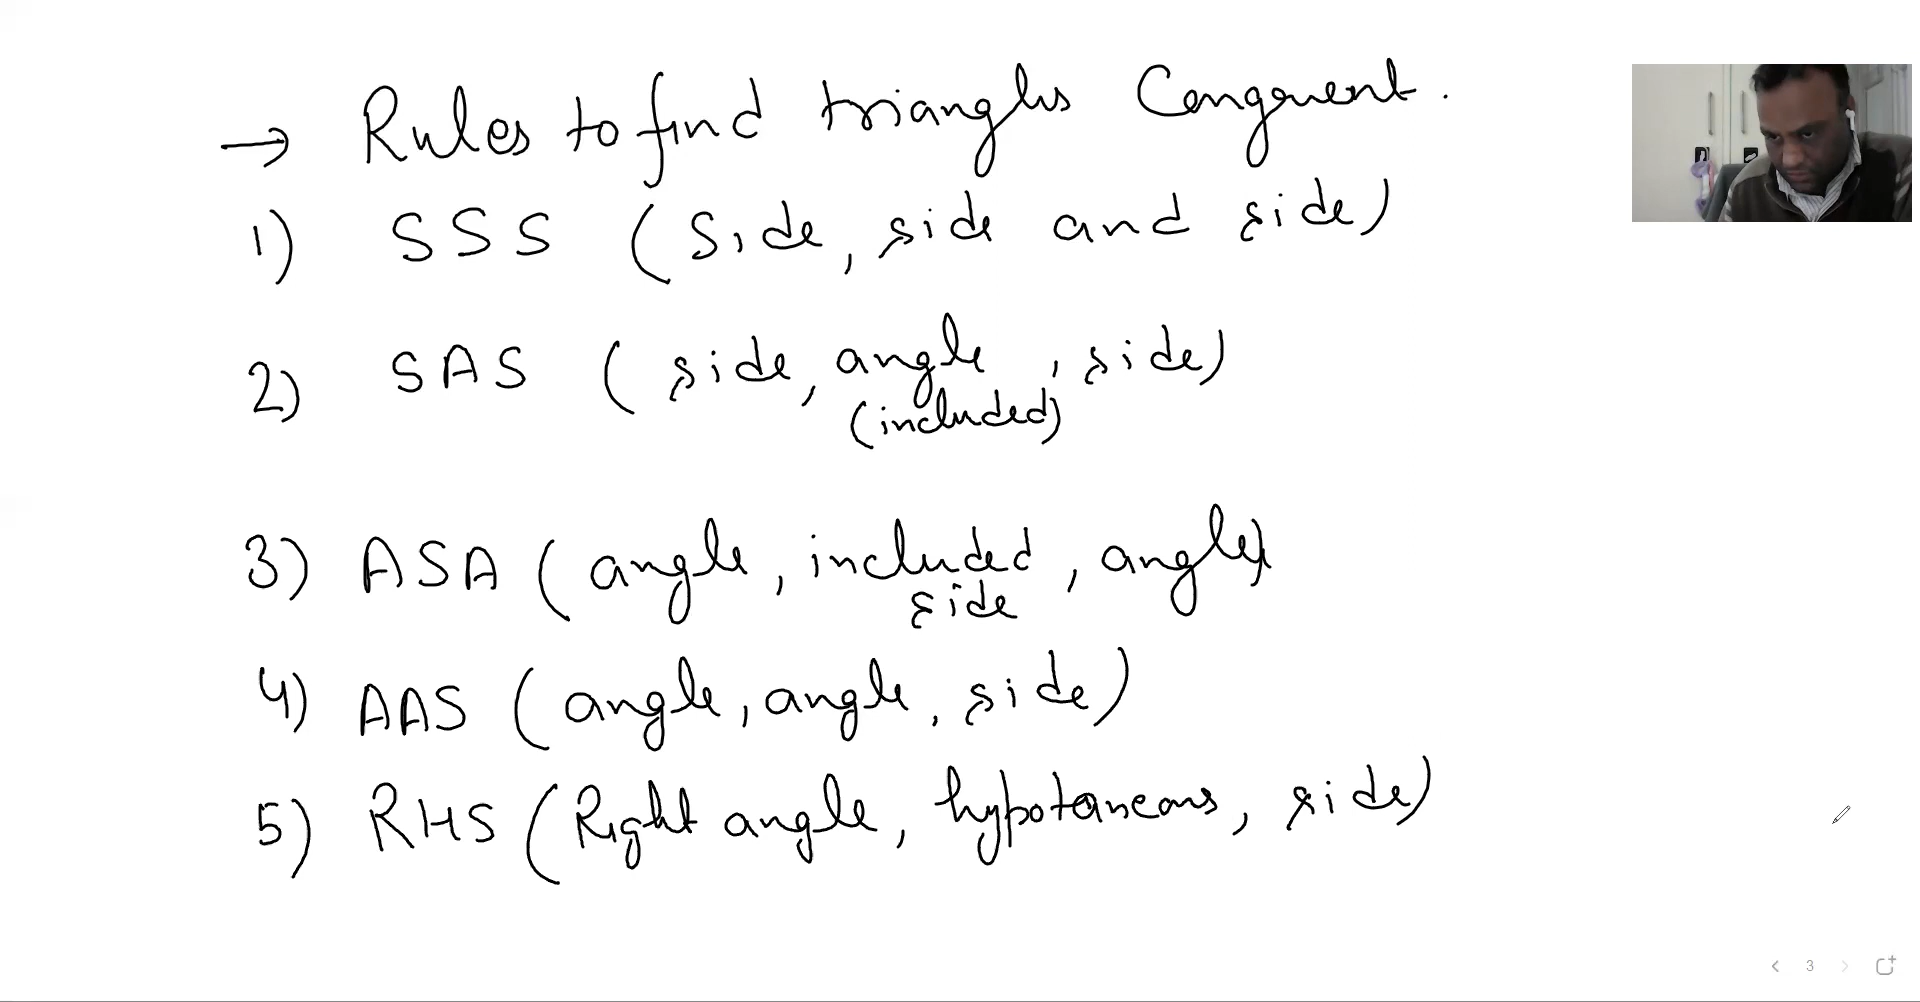 → Rules to find triangles Congruent.
1) SSS (Side, side and side)
2) SAS (side, angle, side)
(included)
3) ASA (angle, included, angle)
side
4) AAS (angle, angle, side)
5) RHS (Right angle, hypotaneous, side)
3